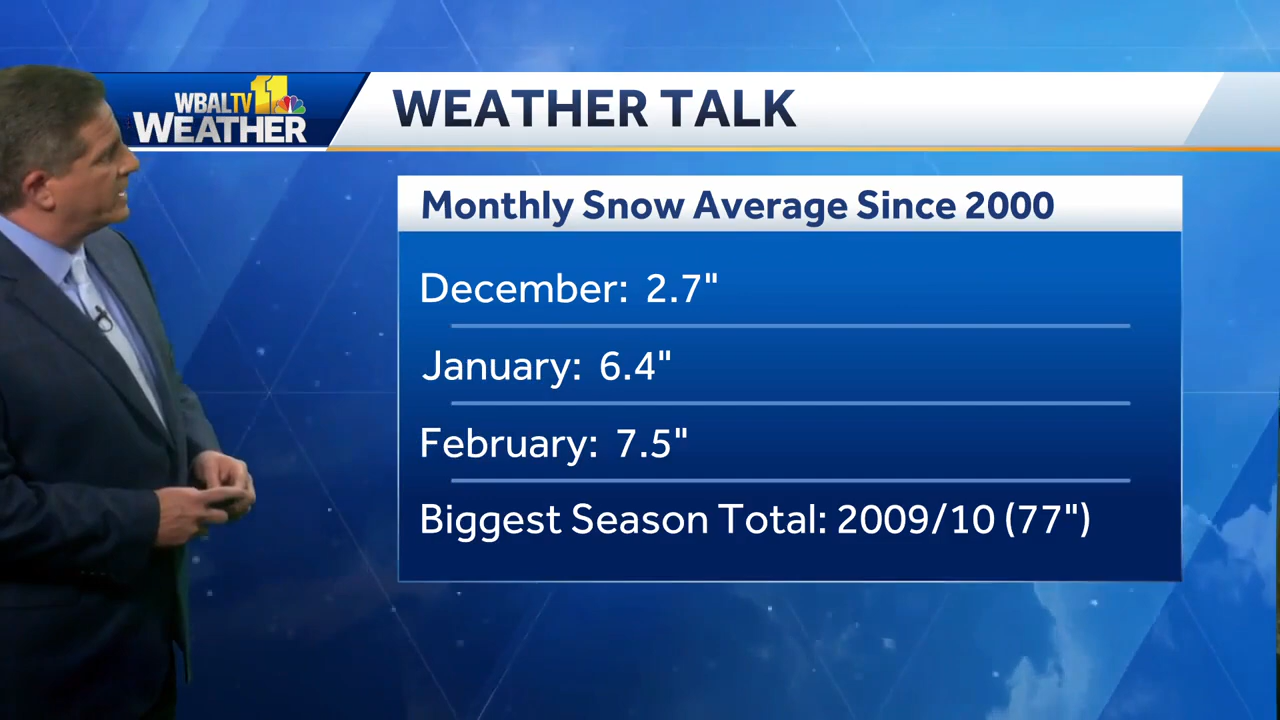 WBALTV 11
WEATHER
WEATHER TALK
Monthly Snow Average Since 2000
December: 2.7"
January: 6.4"
February: 7.5"
Biggest Season Total: 2009/10 (77")